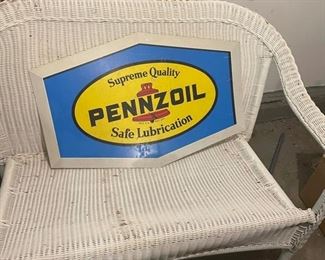 Supreme Quality
PENNZOIL
Safe Lubrication